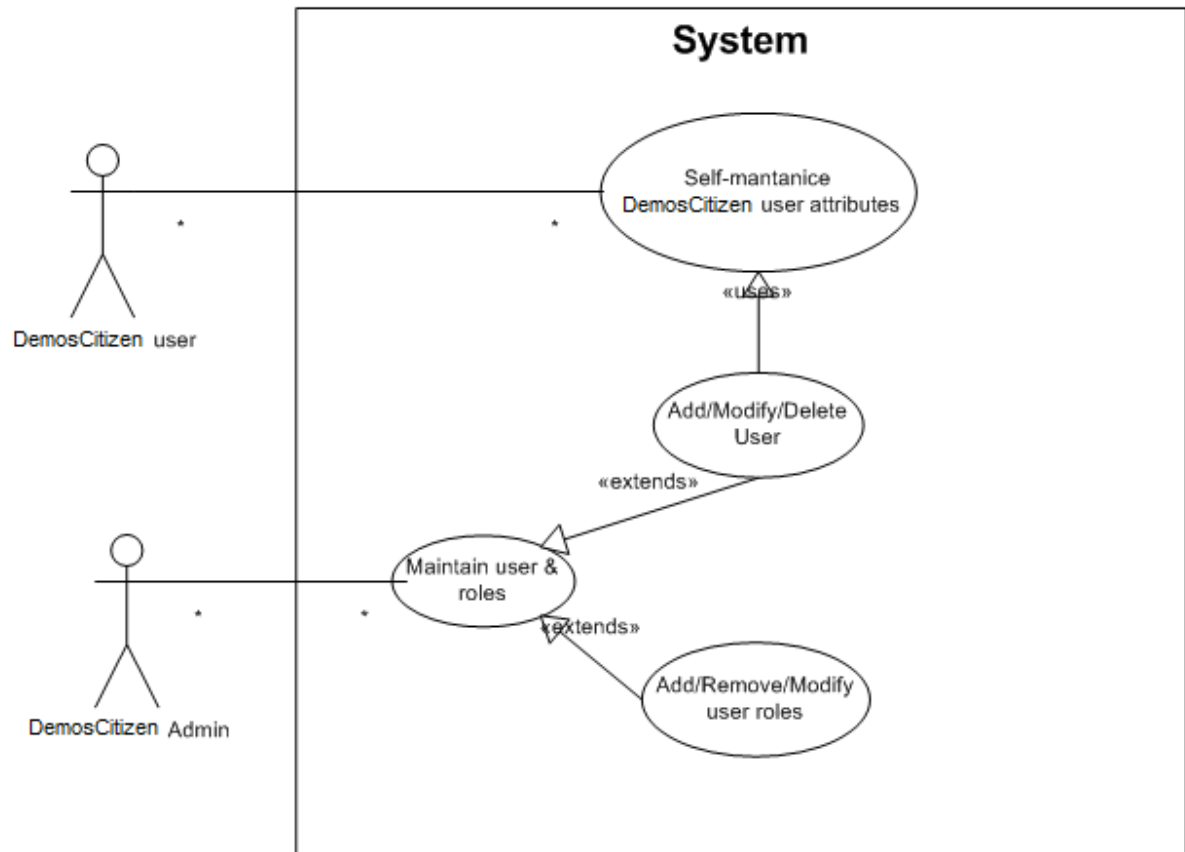 System
Self-mantanice
DemosCitizen user attributes
*
*
«uses»
DemosCitizen user
Add/Modify/Delete
User
«extends»
Maintain user &
roles
*
*
«extends»
Add/Remove/Modify
user roles
DemosCitizen Admin